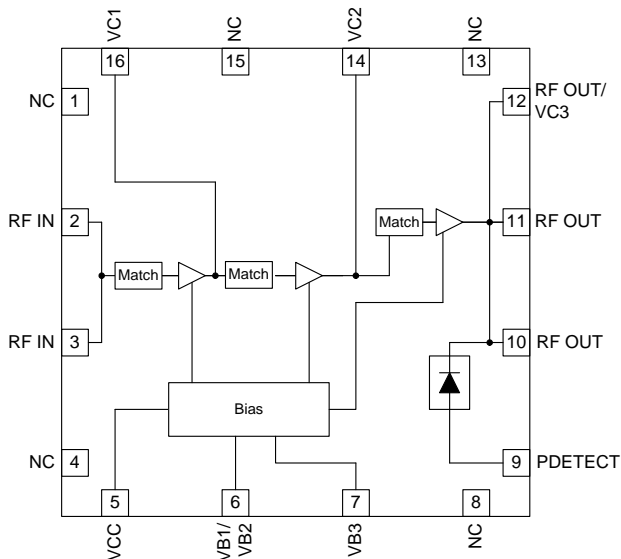 VC1
NC
VC2
NC
16
15
14
13
NC 1
12 RF OUT/
VC3
RF IN 2
Match
11 RF OUT
Match
Match
RF IN 3
10 RF OUT
Bias
NC 4
9 PDETECT
5
6
7
8
VCC
VB1/
VB2
VB3
NC